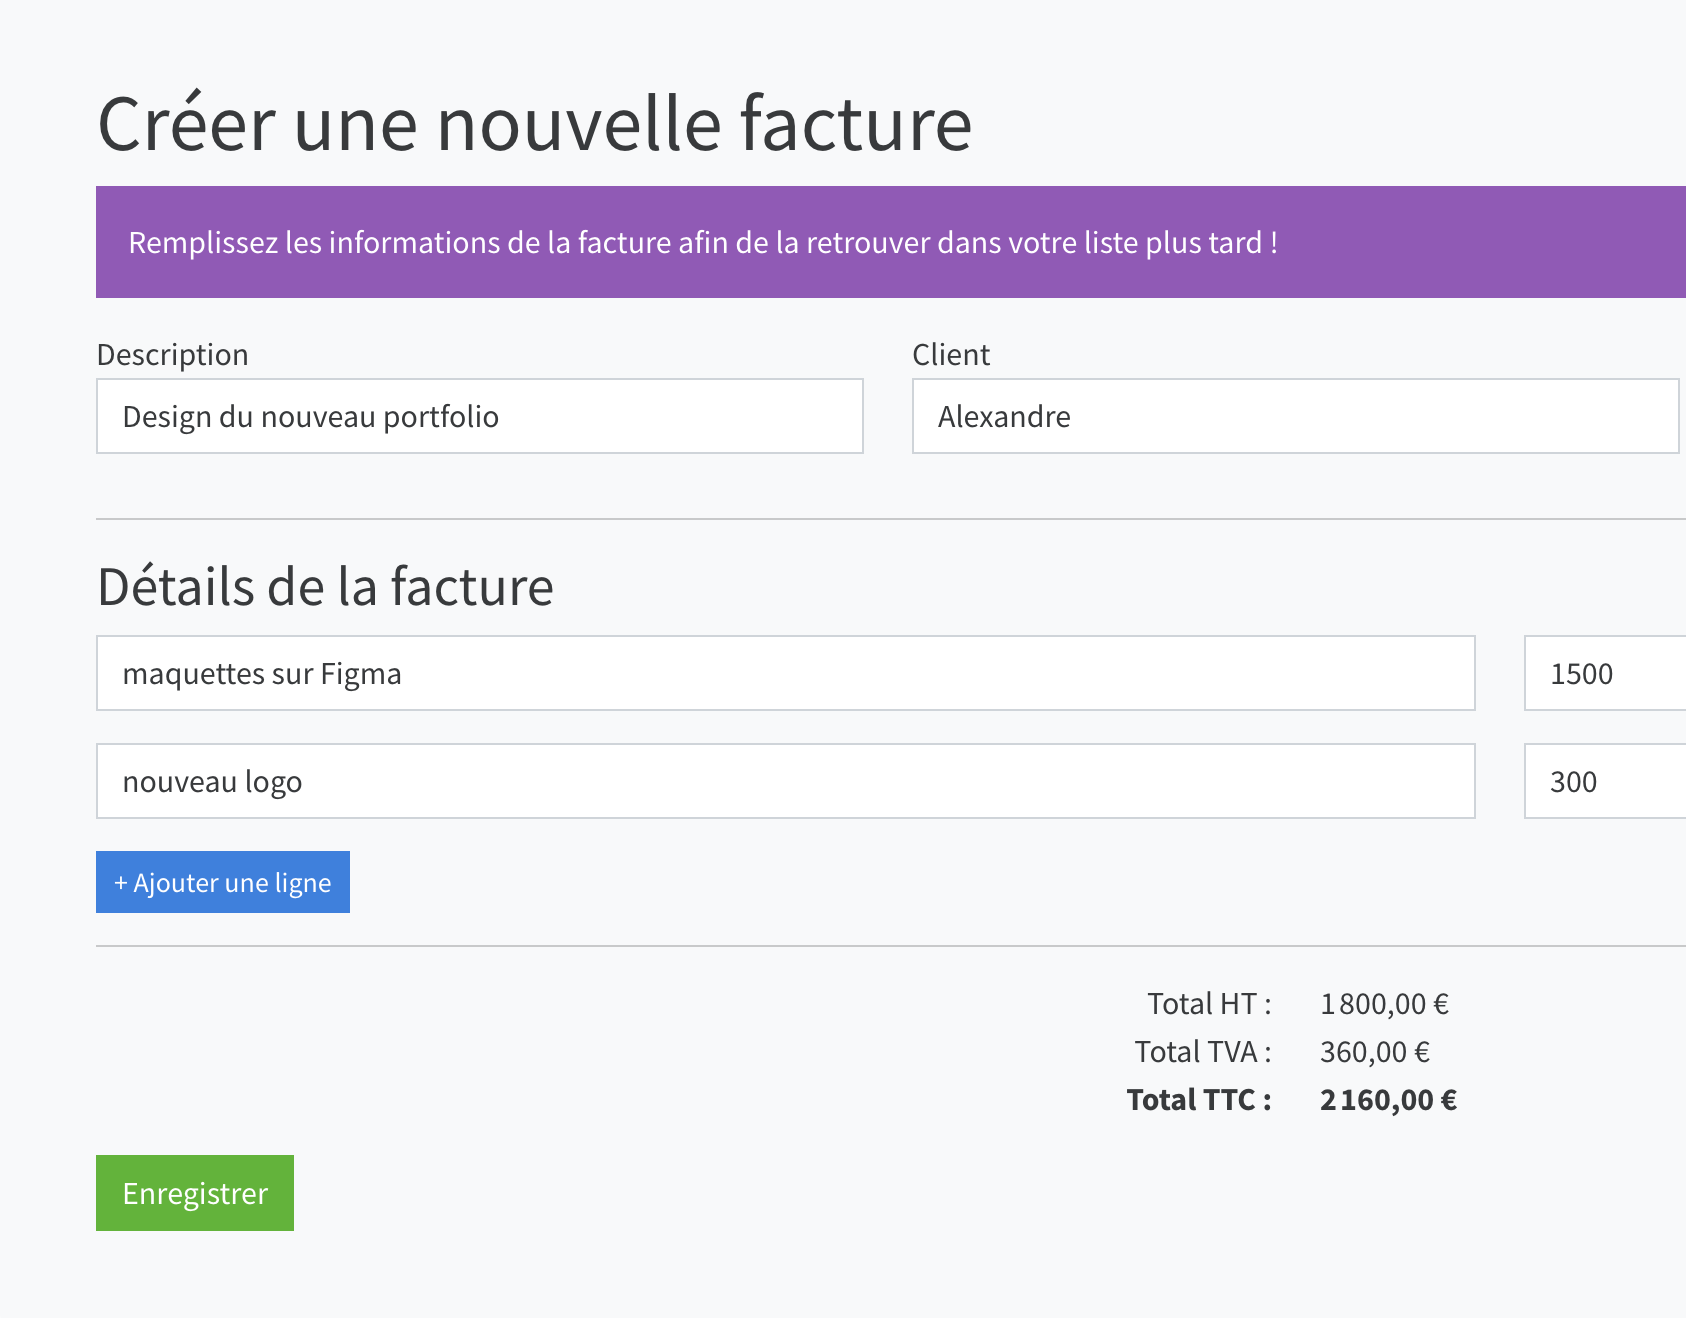 Créer une nouvelle facture
Remplissez les informations de la facture afin de la retrouver dans votre liste plus tard !
Description
Client
Design du nouveau portfolio
Alexandre
Détails de la facture
maquettes sur Figma
1500
nouveau logo
300
+ Ajouter une ligne
Total HT : 1 800,00 €
Total TVA : 360,00 €
Total TTC : 2 160,00 €
Enregistrer